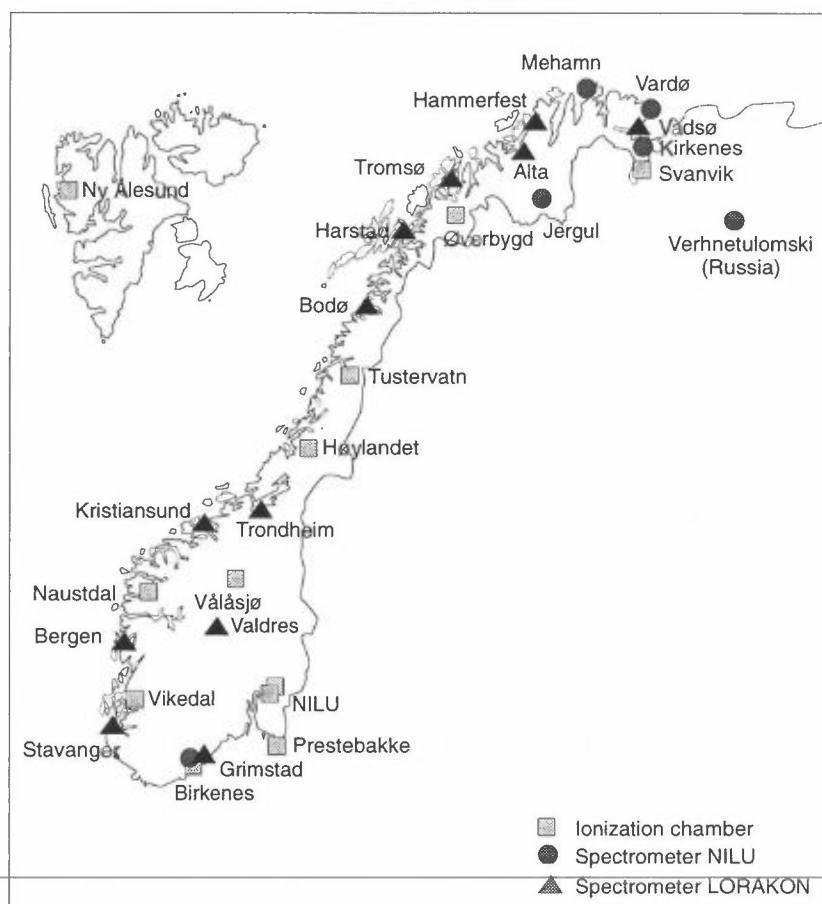 Mehamn
Vardø
Hammerfest
Vadsø
Kirkenes
Tromsø
Alta
Svanvik
Ny Ålesund
Jergul
Harstad
Øverbygd
Verhnetulomski
(Russia)
Bodø
Tustervatn
Høylandet
Kristiansund
Trondheim
Naustdal
Vålåsjø
Valdres
Bergen
Vikedal
NILU
Stavanger
Prestebakke
Grimstad
Birkenes
Ionization chamber
Spectrometer NILU
Spectrometer LORAKON